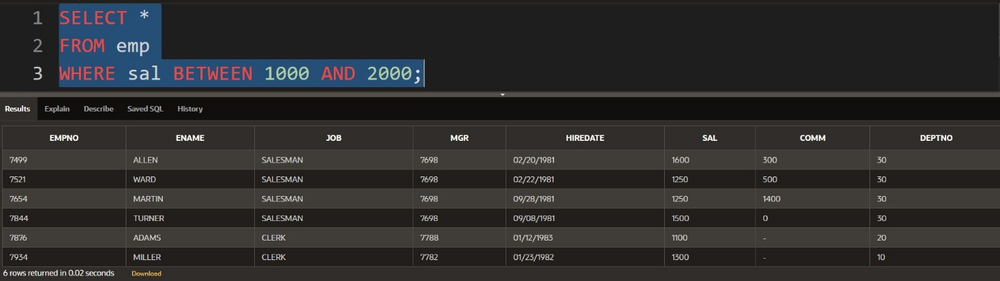 1 SELECT *
2 FROM emp
3 WHERE sal BETWEEN 1000 AND 2000;
Results Explain Describe Saved SQL History
EMPNO ENAME JOB MGR HIREDATE SAL COMM DEPTNO
7499 ALLEN SALESMAN 7698 02/20/1981 1600 300 30
7521 WARD SALESMAN 7698 02/22/1981 1250 500 30
7654 MARTIN SALESMAN 7698 09/28/1981 1250 1400 30
7844 TURNER SALESMAN 7698 09/08/1981 1500 0 30
7876 ADAMS CLERK 7788 01/12/1983 1100 - 20
7934 MILLER CLERK 7782 01/23/1982 1300 - 10
6 rows returned in 0.02 seconds Download